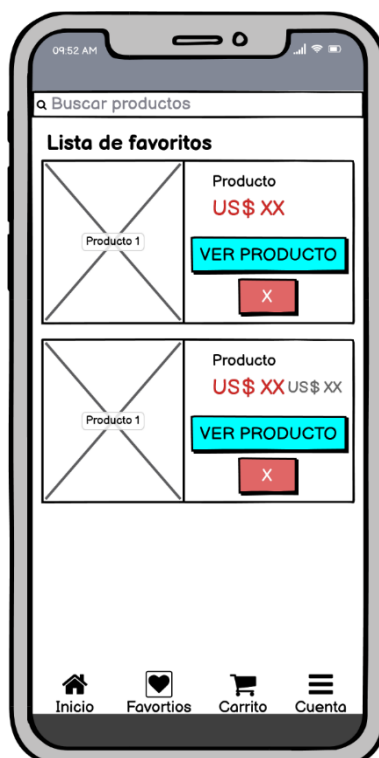 09:52 AM
Buscar productos
Lista de favoritos
Producto 1
Producto
US$ XX
VER PRODUCTO
X
Producto 1
Producto
US$ XX US$ XX
VER PRODUCTO
X
Inicio Favortios Carrito Cuenta